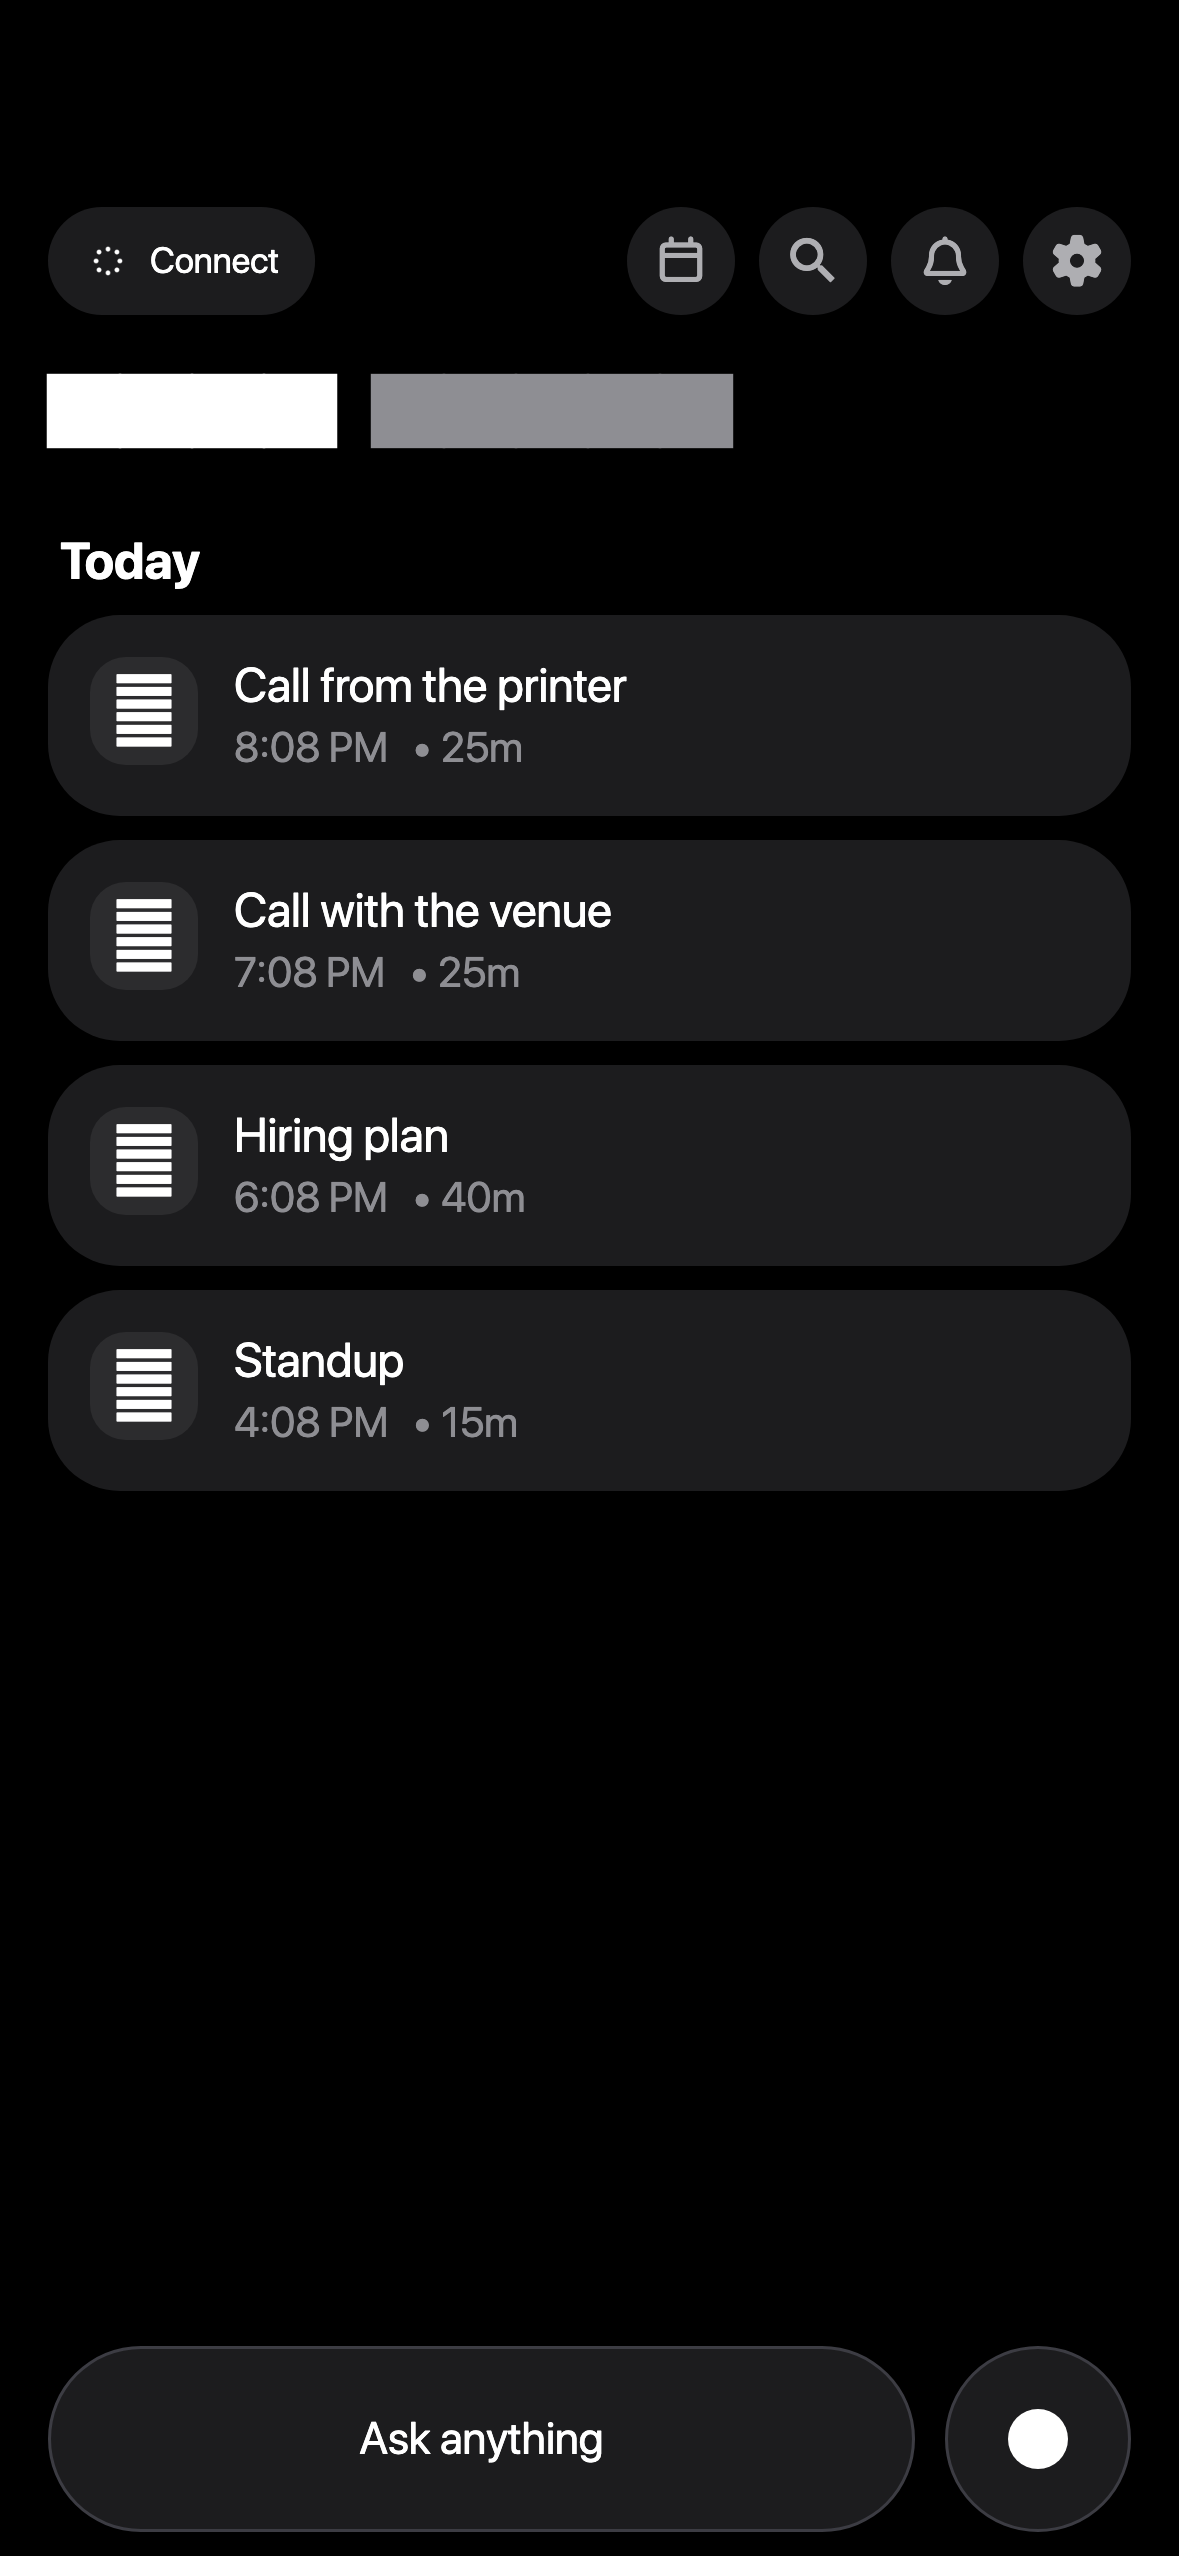 Connect
Today
Call from the printer
8:08 PM • 25m
Call with the venue
7:08 PM • 25m
Hiring plan
6:08 PM • 40m
Standup
4:08 PM • 15m
Ask anything